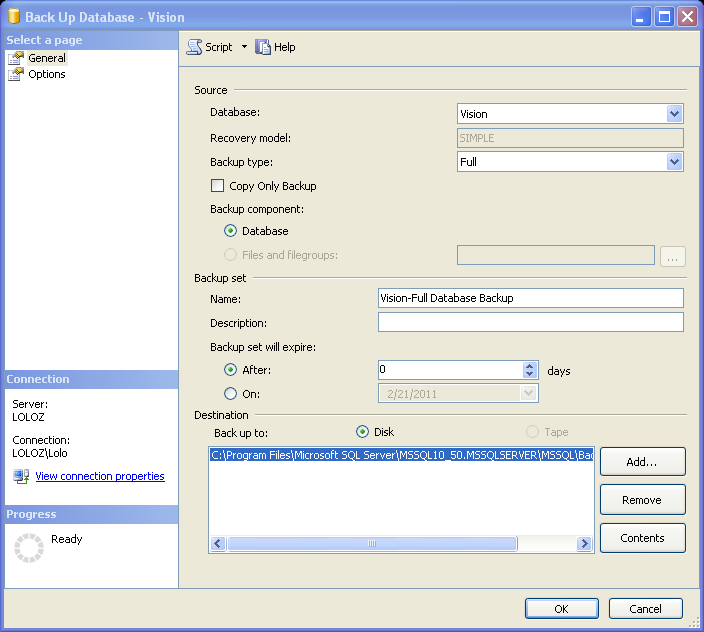 Back Up Database - Vision
Select a page
General
Options
Script
Help
Source
Database:
Vision
Recovery model:
SIMPLE
Backup type:
Full
Copy Only Backup
Backup component:
Database
Files and filegroups:
...
Backup set
Name:
Vision-Full Database Backup
Description:
Backup set will expire:
After:
0
days
On:
2/21/2011
Destination
Back up to:
Disk
Tape
C:\Program Files\Microsoft SQL Server\MSSQL10_50.MSSQLSERVER\MSSQL\Bac
Add...
Remove
Contents
Connection
Server:
LOLOZ
Connection:
LOLOZ\Lolo
View connection properties
Progress
Ready
OK
Cancel